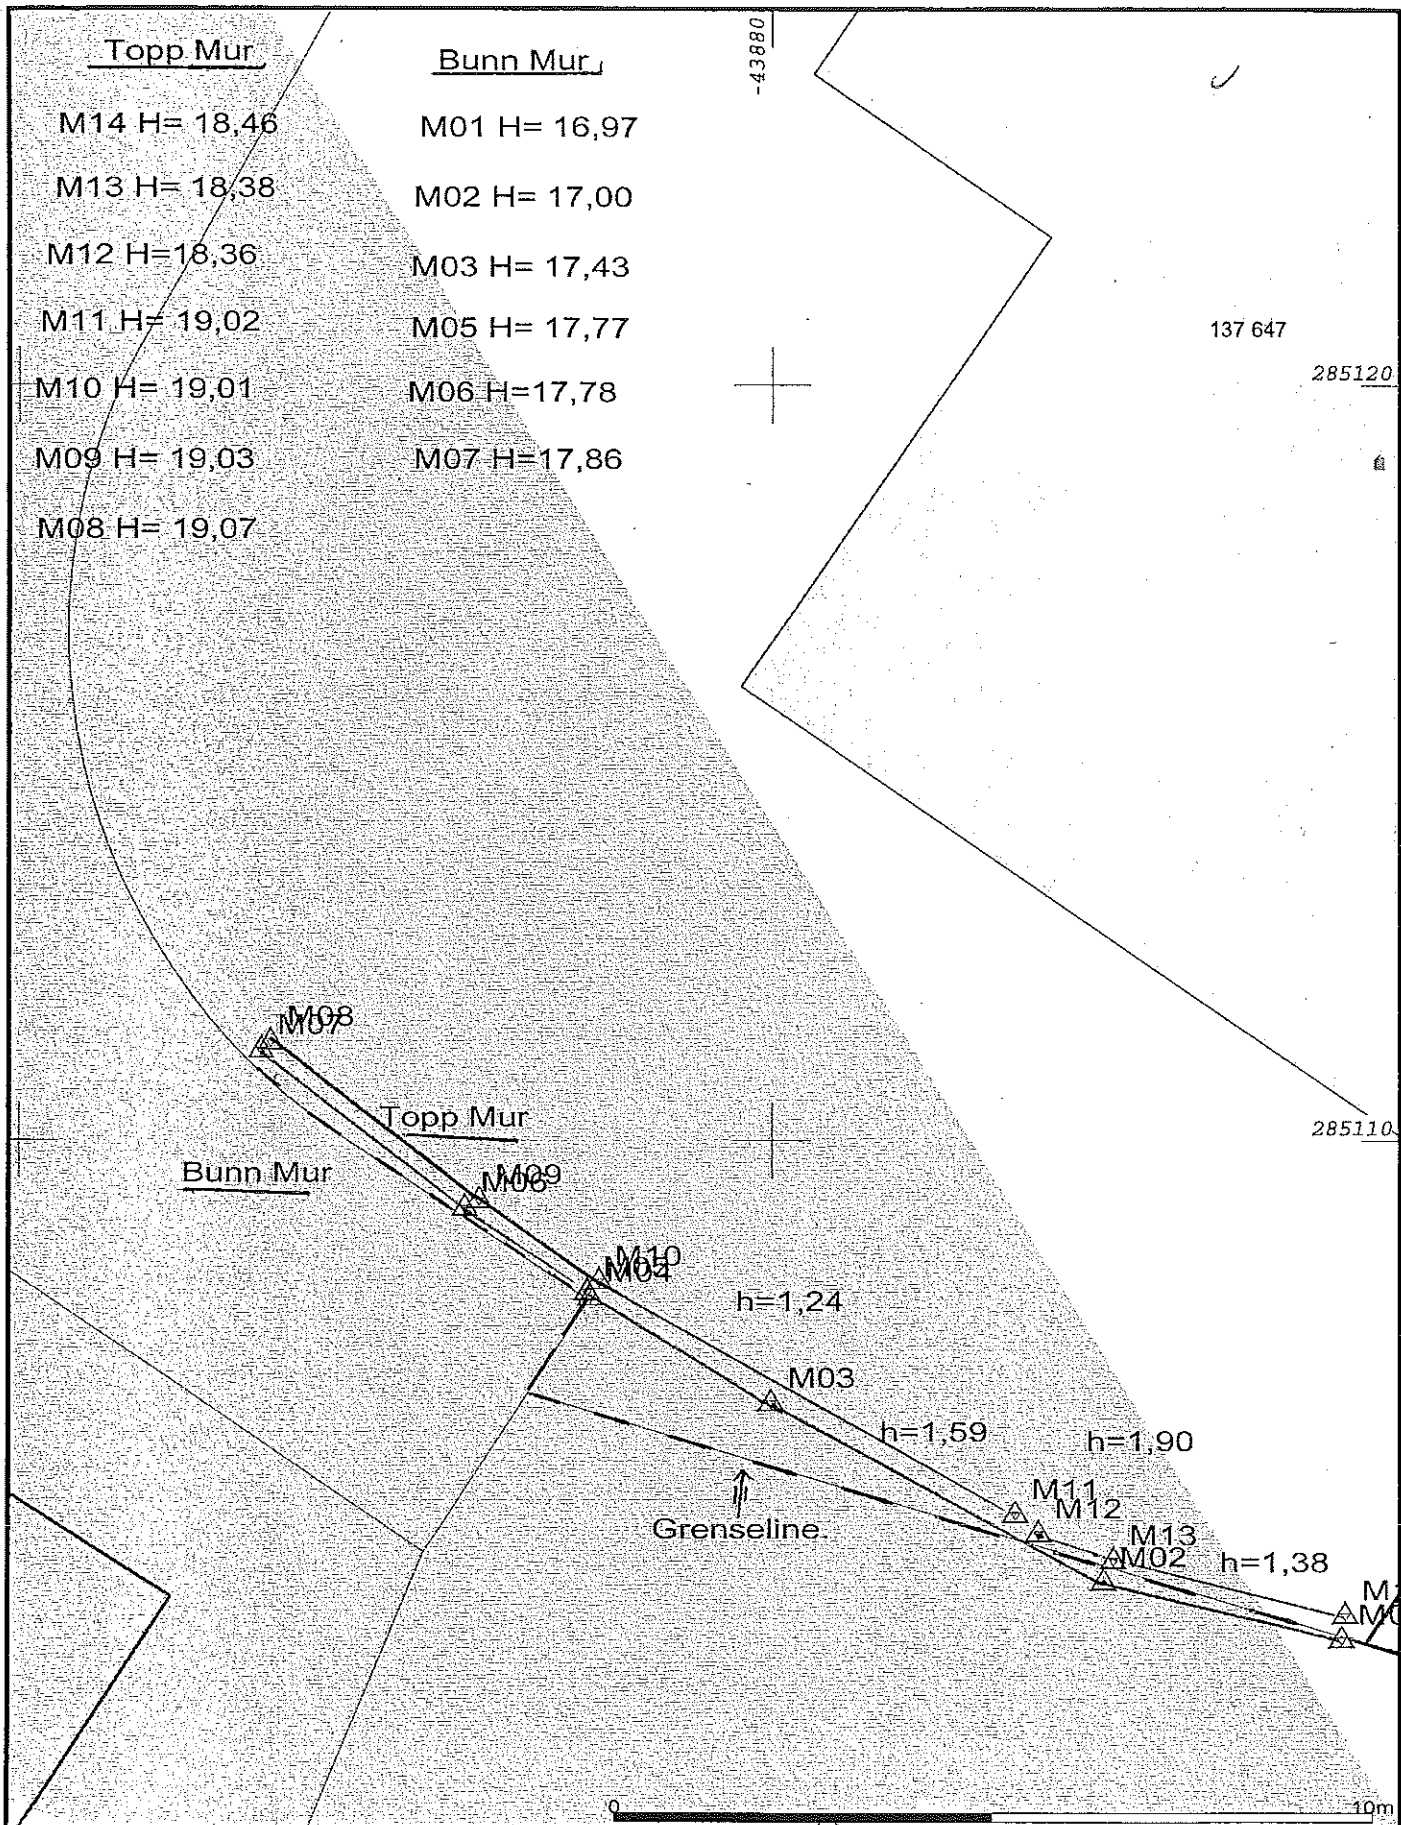 Topp Mur
M14 H= 18,46
M13 H= 18,38
M12 H=18,36
M11 H= 19,02
M10 H= 19,01
M09 H= 19,03
M08 H= 19,07
Bunn Mur
M01 H= 16,97
M02 H= 17,00
M03 H= 17,43
M05 H= 17,77
M06 H=17,78
M07 H=17,86
-43880
137 647
285120
285110
M08
M07
Topp Mur
Bunn Mur
M09
M06
M10
M04
h=1,24
M03
h=1,59
h=1,90
M11
M12
Grenseline.
M13
M02
h=1,38
0
10m